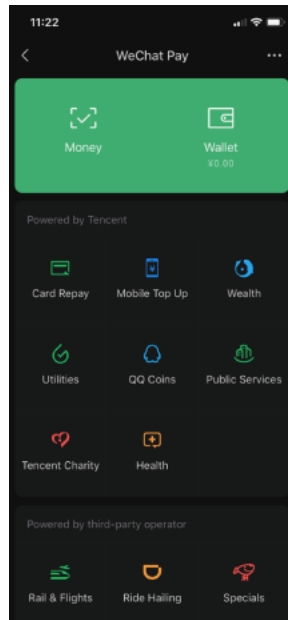 11:22
WeChat Pay
Money
Wallet
¥0.00
Powered by Tencent
Card Repay
Mobile Top Up
Wealth
Utilities
QQ Coins
Public Services
Tencent Charity
Health
Powered by third-party operator
Rail & Flights
Ride Hailing
Specials